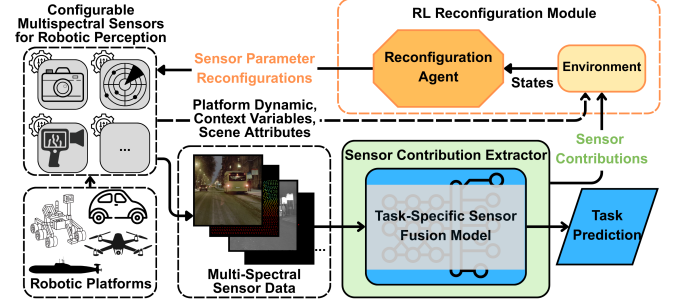 Configurable
Multispectral Sensors
for Robotic Perception
...
Robotic Platforms
Sensor Parameter
Reconfigurations
RL Reconfiguration Module
Reconfiguration
Agent
States
Environment
Platform Dynamic,
Context Variables,
Scene Attributes
...
Multi-Spectral
Sensor Data
Sensor Contribution Extractor
Task-Specific Sensor
Fusion Model
Sensor
Contributions
Task
Prediction